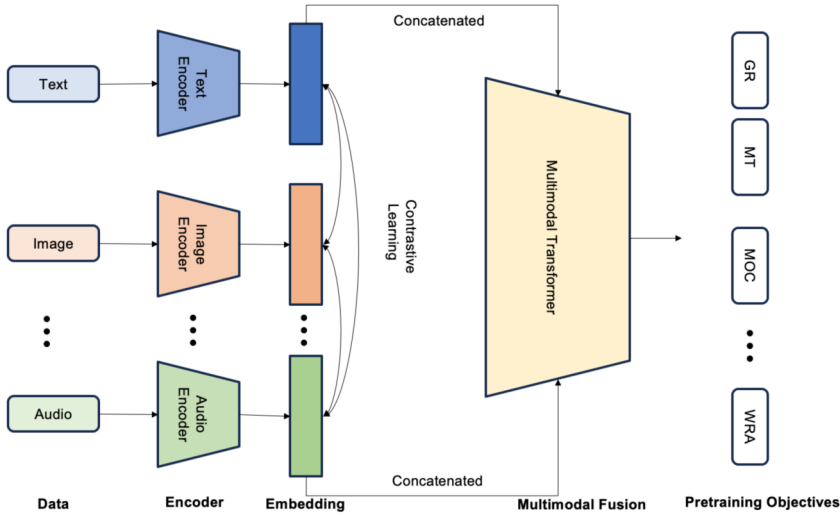 Concatenated
Text
Text
Encoder
GR
MT
Image
Image
Encoder
Contrastive
Learning
Multimodal Transformer
MOC
Audio
Audio
Encoder
WRA
Concatenated
Data
Encoder
Embedding
Multimodal Fusion
Pretraining Objectives